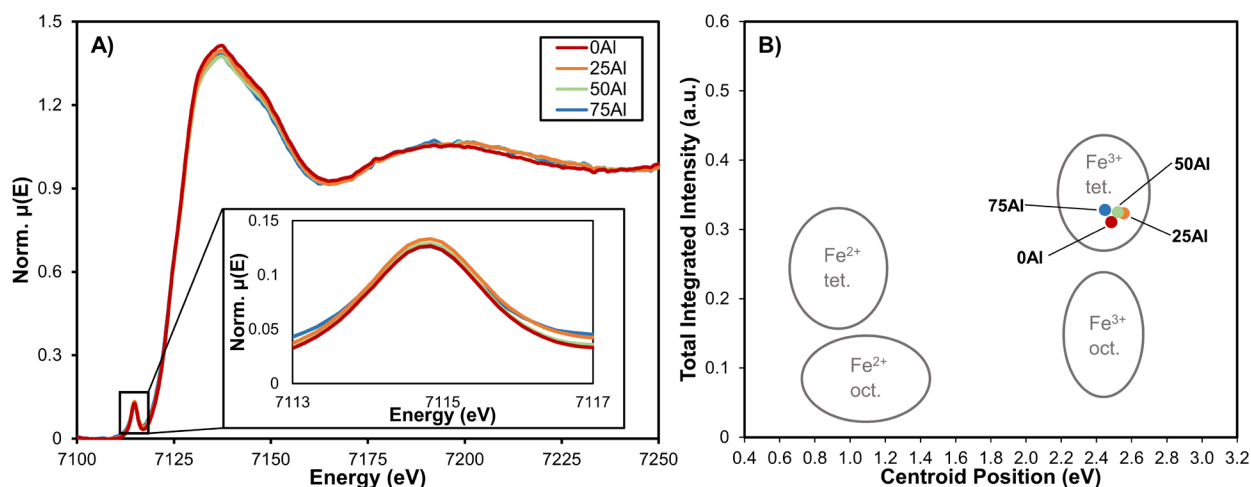 A)
Norm. μ(E)
1.5
1.2
0.9
0.6
0.3
0
7100
7125
7150
7175
7200
7225
7250
Energy (eV)
0Al
25Al
50Al
75Al
Norm. μ(E)
0.15
0.1
0.05
0
7113
7115
7117
Energy (eV)
B)
Total Integrated Intensity (a.u.)
0.6
0.5
0.4
0.3
0.2
0.1
0
0.4
0.6
0.8
1.0
1.2
1.4
1.6
1.8
2.0
2.2
2.4
2.6
2.8
3.0
3.2
Centroid Position (eV)
Fe³⁺
tet.
50Al
75Al
25Al
0Al
Fe²⁺
tet.
Fe³⁺
oct.
Fe²⁺
oct.